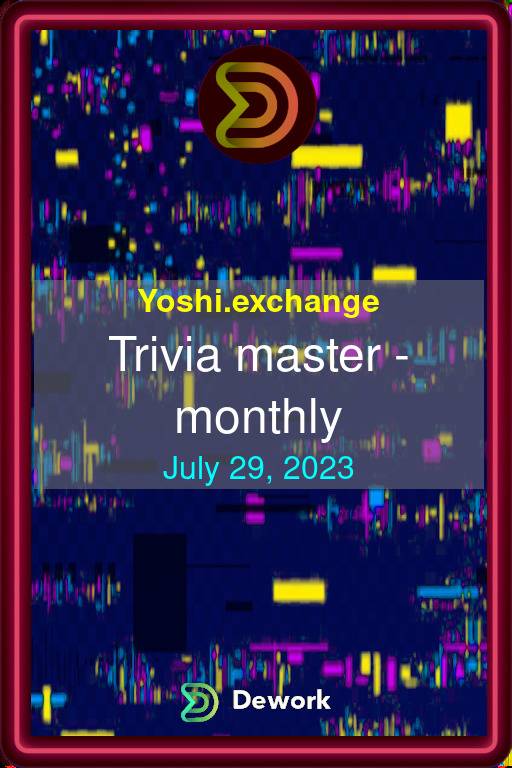 Yoshi.exchange
Trivia master -
monthly
July 29, 2023
Dework